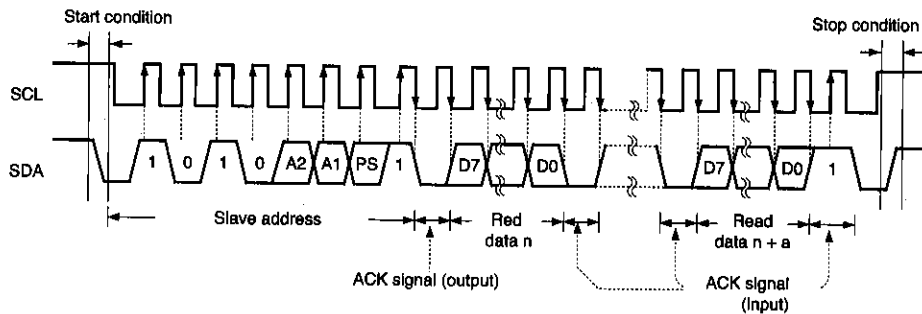 Start condition
Stop condition
SCL
SDA
1 0 1 0 A2 A1 PS 1 D7 D0 D7 D0 1
Slave address
Red
data n
Read
data n + a
ACK signal (output)
ACK signal
(Input)